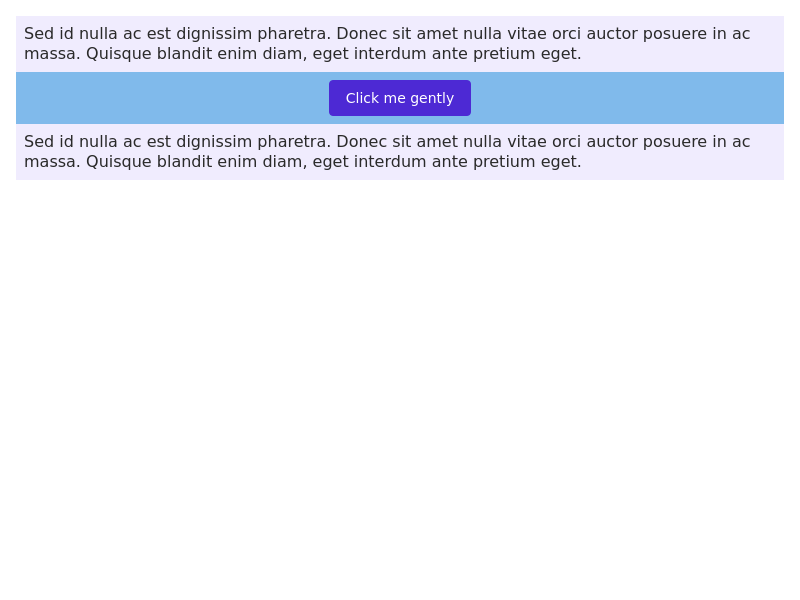 Sed id nulla ac est dignissim pharetra. Donec sit amet nulla vitae orci auctor posuere in ac
massa. Quisque blandit enim diam, eget interdum ante pretium eget.
Click me gently
Sed id nulla ac est dignissim pharetra. Donec sit amet nulla vitae orci auctor posuere in ac
massa. Quisque blandit enim diam, eget interdum ante pretium eget.